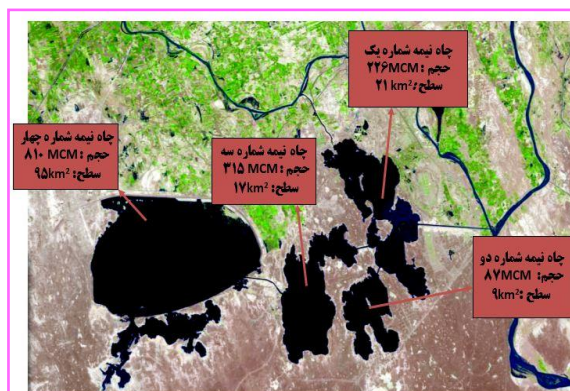 چاه نیمه شماره یک
حجم : ۲۲۶MCM
سطح: ۲۱ km²
چاه نیمه شماره سه
حجم : ۳۱۵ MCM
سطح: ۱۷km²
چاه نیمه شماره چهار
حجم : ۸۱۰ MCM
سطح: ۹۵km²
چاه نیمه شماره دو
حجم: ۸۷MCM
سطح: ۹km²